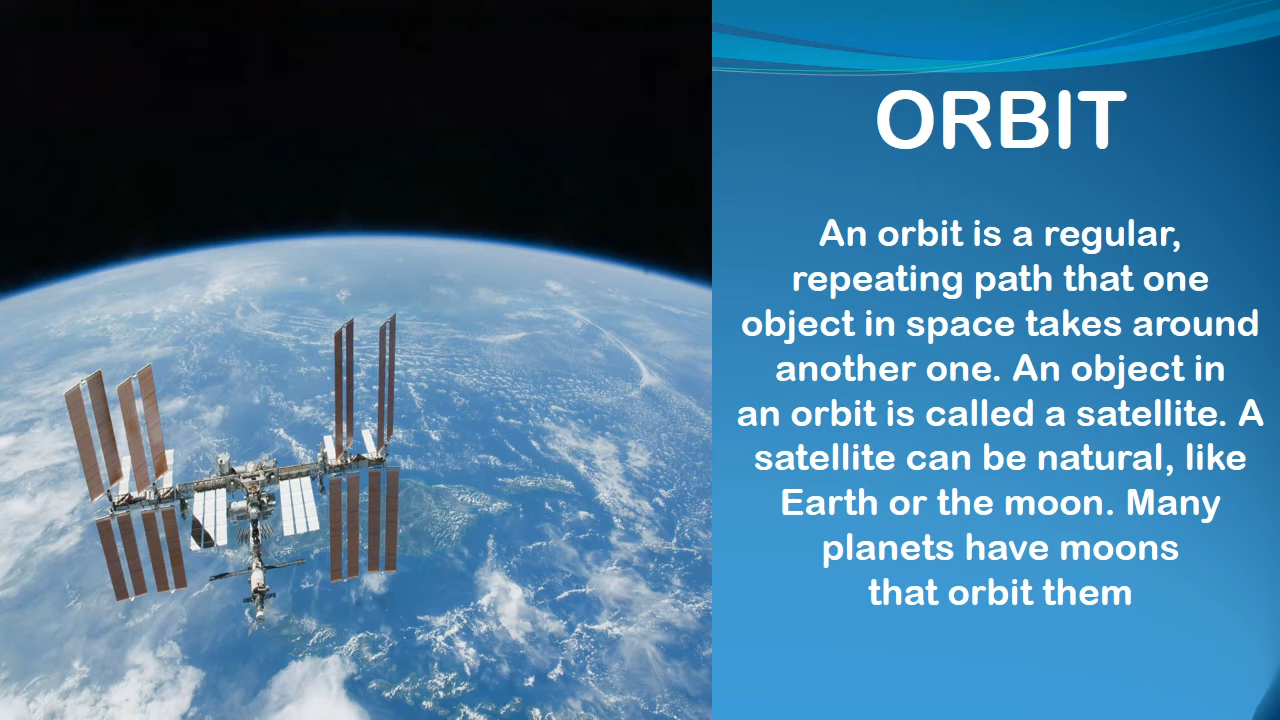 ORBIT
An orbit is a regular,
repeating path that one
object in space takes around
another one. An object in
an orbit is called a satellite. A
satellite can be natural, like
Earth or the moon. Many
planets have moons
that orbit them